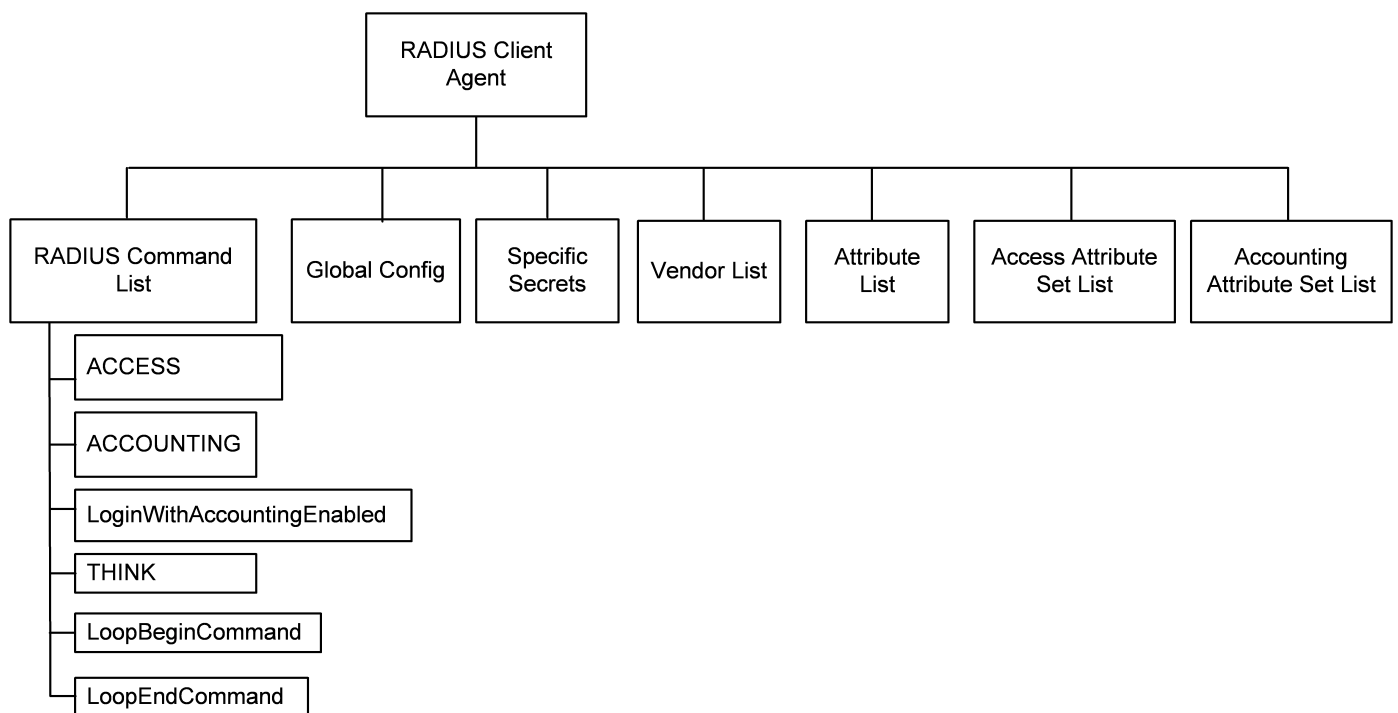 RADIUS Client
Agent
RADIUS Command
List
Global Config
Specific
Secrets
Vendor List
Attribute
List
Access Attribute
Set List
Accounting
Attribute Set List
ACCESS
ACCOUNTING
LoginWithAccountingEnabled
THINK
LoopBeginCommand
LoopEndCommand